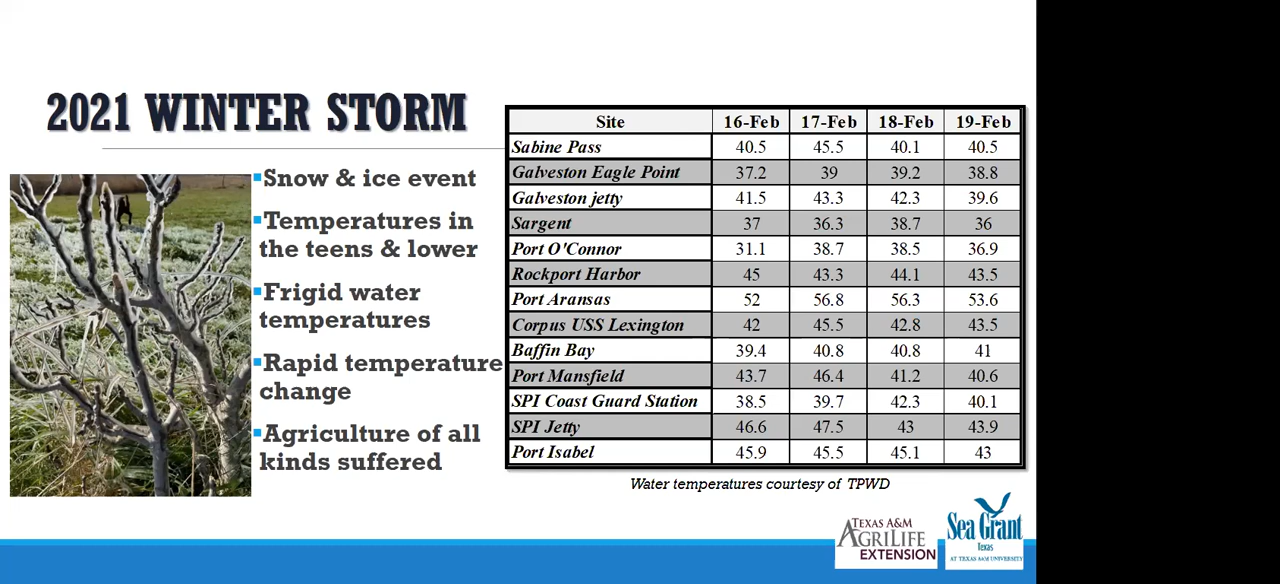 2021 WINTER STORM
▪Snow & ice event
▪Temperatures in
the teens & lower
▪Frigid water
temperatures
▪Rapid temperature
change
▪Agriculture of all
kinds suffered
Site 16-Feb 17-Feb 18-Feb 19-Feb
Sabine Pass 40.5 45.5 40.1 40.5
Galveston Eagle Point 37.2 39 39.2 38.8
Galveston jetty 41.5 43.3 42.3 39.6
Sargent 37 36.3 38.7 36
Port O'Connor 31.1 38.7 38.5 36.9
Rockport Harbor 45 43.3 44.1 43.5
Port Aransas 52 56.8 56.3 53.6
Corpus USS Lexington 42 45.5 42.8 43.5
Baffin Bay 39.4 40.8 40.8 41
Port Mansfield 43.7 46.4 41.2 40.6
SPI Coast Guard Station 38.5 39.7 42.3 40.1
SPI Jetty 46.6 47.5 43 43.9
Port Isabel 45.9 45.5 45.1 43
Water temperatures courtesy of TPWD
TEXAS A&M
AGRILIFE
EXTENSION
Sea Grant
Texas
AT TEXAS A&M UNIVERSITY